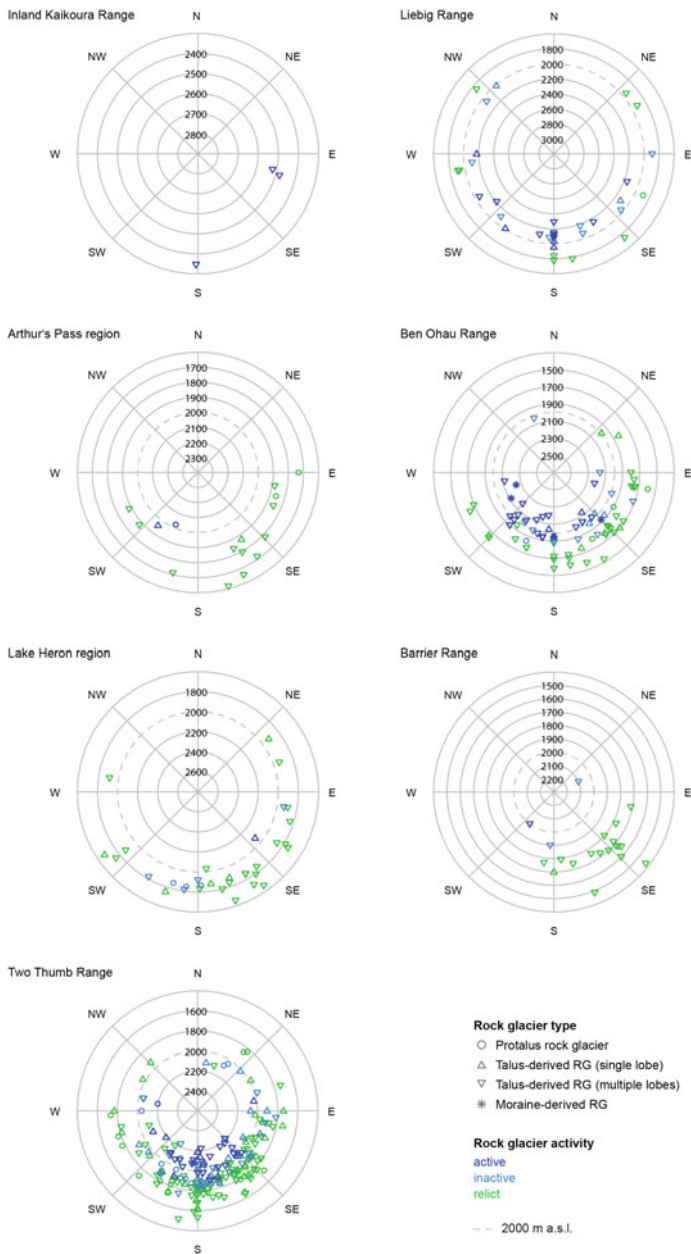 Inland Kaikoura Range
N
NW
NE
2400
2500
2600
2700
2800
W
E
SW
SE
S
Liebig Range
N
NW
NE
1800
2000
2200
2400
2600
2800
3000
W
E
SW
SE
S
Arthur's Pass region
N
NW
NE
1700
1800
1900
2000
2100
2200
2300
W
E
SW
SE
S
Ben Ohau Range
N
NW
NE
1500
1700
1900
2100
2300
2500
W
E
SW
SE
S
Lake Heron region
N
NW
NE
1800
2000
2200
2400
2600
W
E
SW
SE
S
Barrier Range
N
NW
NE
1500
1600
1700
1800
1900
2000
2100
2200
W
E
SW
SE
S
Two Thumb Range
N
NW
NE
1600
1800
2000
2200
2400
W
E
SW
SE
S
Rock glacier type
Protalus rock glacier
Talus-derived RG (single lobe)
Talus-derived RG (multiple lobes)
Moraine-derived RG
Rock glacier activity
active
inactive
relict
2000 m a.s.l.